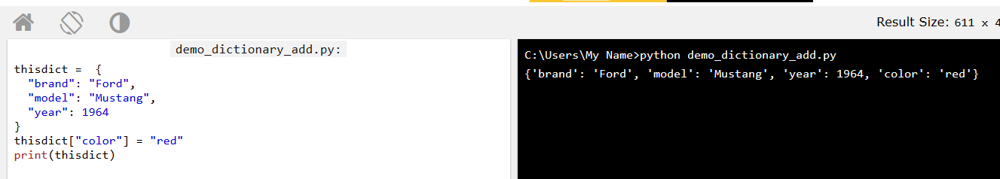 Result Size: 611 x 4
demo_dictionary_add.py:
thisdict =  {
  "brand": "Ford",
  "model": "Mustang",
  "year": 1964
}
thisdict["color"] = "red"
print(thisdict)
C:\Users\My Name>python demo_dictionary_add.py
{'brand': 'Ford', 'model': 'Mustang', 'year': 1964, 'color': 'red'}